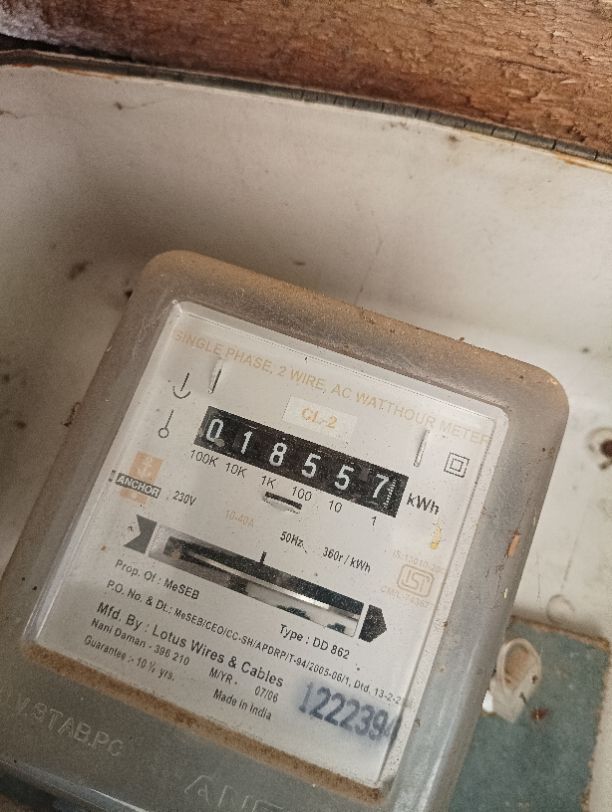 SINGLE PHASE, 2 WIRE, AC WATTHOUR METER
CL-2
018557 kWh
100K 10K 1K 100 10 1
ANCHOR
230V
10-40A
50Hz 360r / kWh
Prop. Of : MeSEB
P.O. No. & Dt.: MeSEB/CEO/CC-SH/APDRP/T-94/2005-06/1, Dtd. 13-2-2
Type : DD 862
Mfd. By : Lotus Wires & Cables
Nani Daman - 396 210
M/YR. 07/06
Guarantee :- 10 ½ yrs.
Made in India
1222394